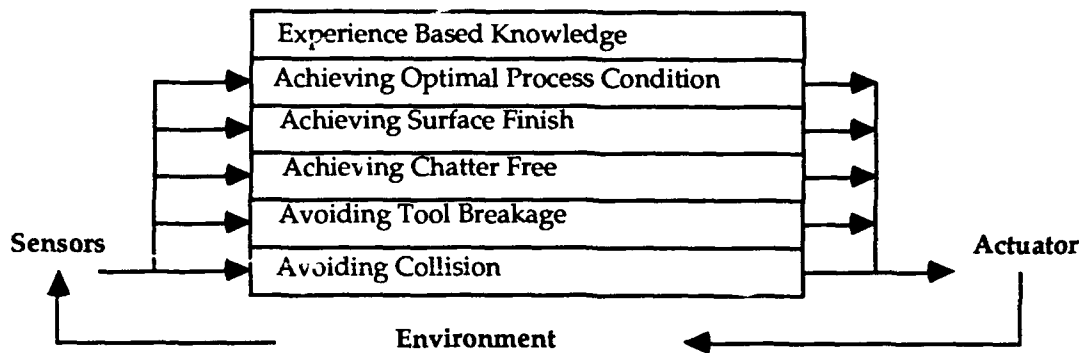 Experience Based Knowledge
Achieving Optimal Process Condition
Achieving Surface Finish
Achieving Chatter Free
Avoiding Tool Breakage
Sensors
Actuator
Avoiding Collision
Environment